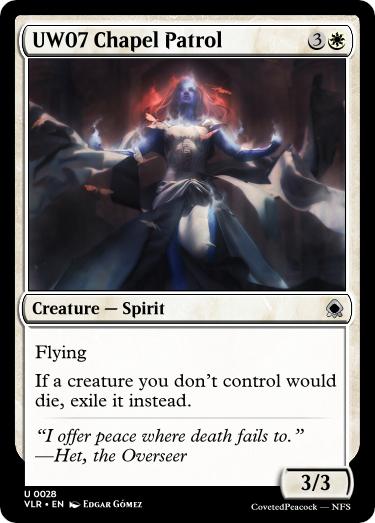 UW07 Chapel Patrol 3
Creature — Spirit
Flying
If a creature you don't control would
die, exile it instead.
“I offer peace where death fails to.”
—Het, the Overseer
3/3
U 0028
VLR • EN Edgar Gómez
CovetedPeacock — NFS